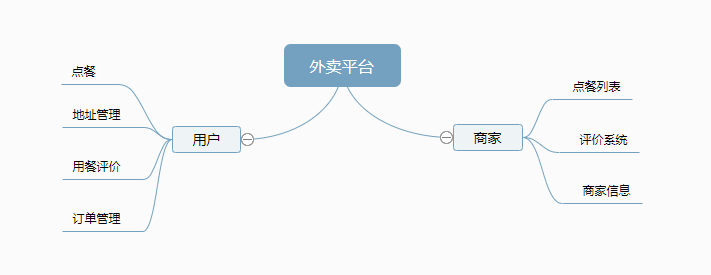 外卖平台
用户
点餐
地址管理
用餐评价
订单管理
商家
点餐列表
评价系统
商家信息